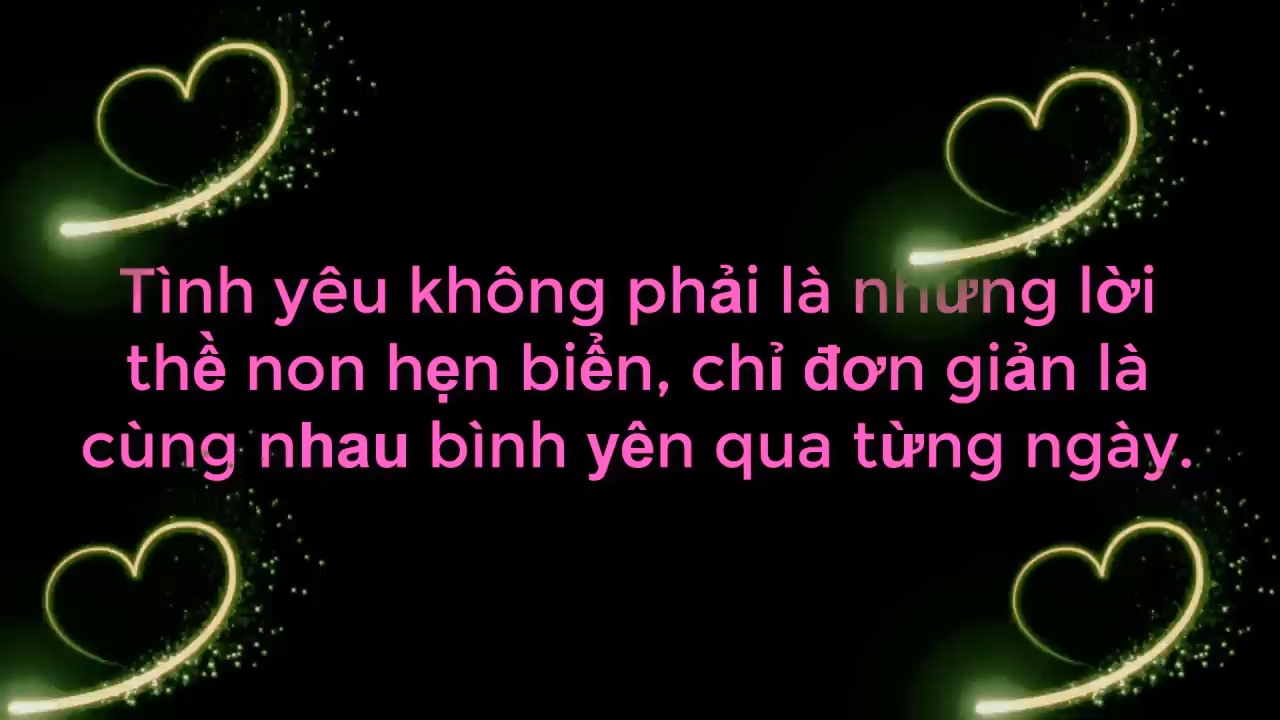 Tình yêu không phải là những lời
thề non hẹn biển, chỉ đơn giản là
cùng nhau bình yên qua từng ngày.